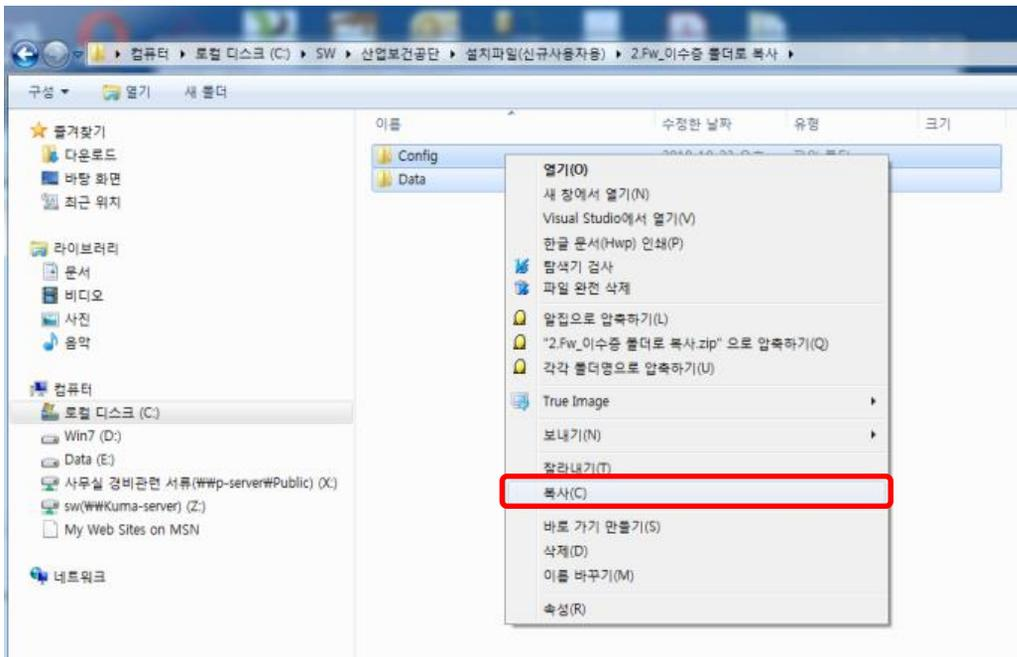 컴퓨터 ▸ 로컬 디스크 (C:) ▸ SW ▸ 산업보건공단 ▸ 설치파일(신규사용자용) ▸ 2.Fw_이수증 폴더로 복사 ▸
구성 ▾ 열기 새 폴더
즐겨찾기
다운로드
바탕 화면
최근 위치
라이브러리
문서
비디오
사진
음악
컴퓨터
로컬 디스크 (C:)
Win7 (D:)
Data (E:)
사무실 경비관련 서류(₩₩p-server₩Public) (X:)
sw(₩₩Kuma-server) (Z:)
My Web Sites on MSN
네트워크
이름 수정한 날짜 유형 크기
Config
Data
열기(O)
새 창에서 열기(N)
Visual Studio에서 열기(V)
한글 문서(Hwp) 인쇄(P)
탐색기 검사
파일 완전 삭제
알집으로 압축하기(L)
"2.Fw_이수증 폴더로 복사.zip" 으로 압축하기(Q)
각각 폴더명으로 압축하기(U)
True Image
보내기(N)
잘라내기(T)
복사(C)
바로 가기 만들기(S)
삭제(D)
이름 바꾸기(M)
속성(R)